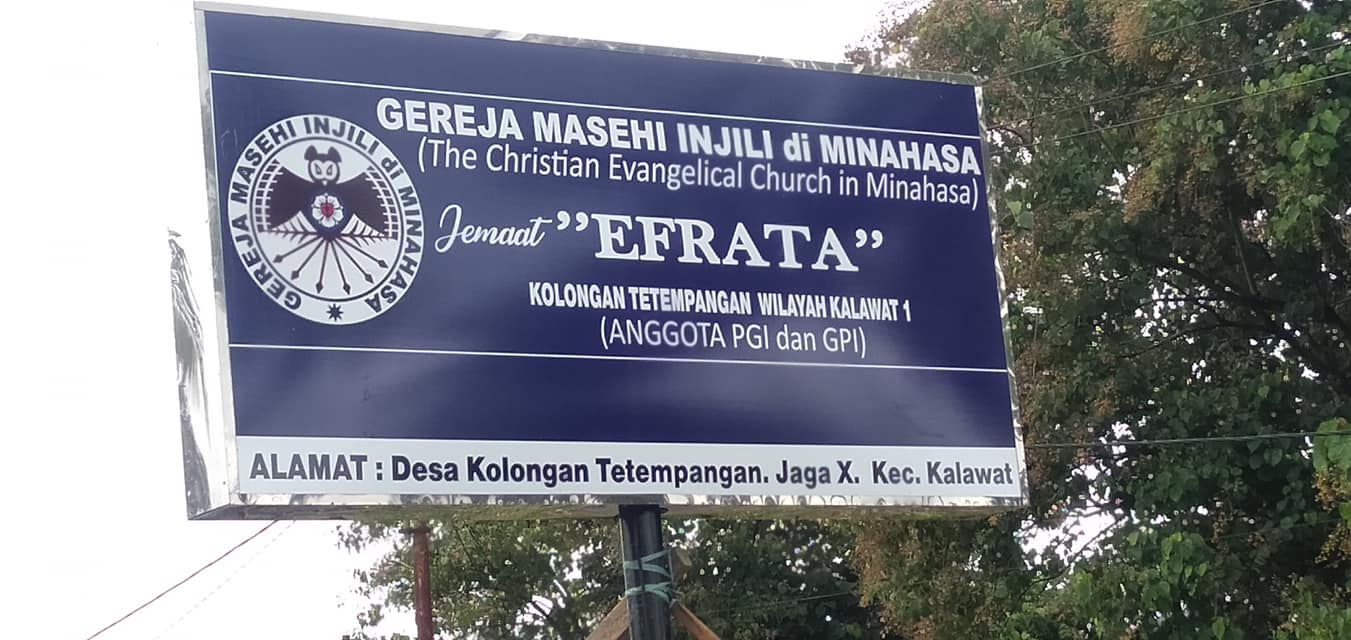 GEREJA MASEHI INJILI di MINAHASA
GEREJA MASEHI INJILI di MINAHASA
(The Christian Evangelical Church in Minahasa)
Jemaat ”EFRATA”
KOLONGAN TETEMPANGAN WILAYAH KALAWAT 1
(ANGGOTA PGI dan GPI)
ALAMAT : Desa Kolongan Tetempangan. Jaga X. Kec. Kalawat